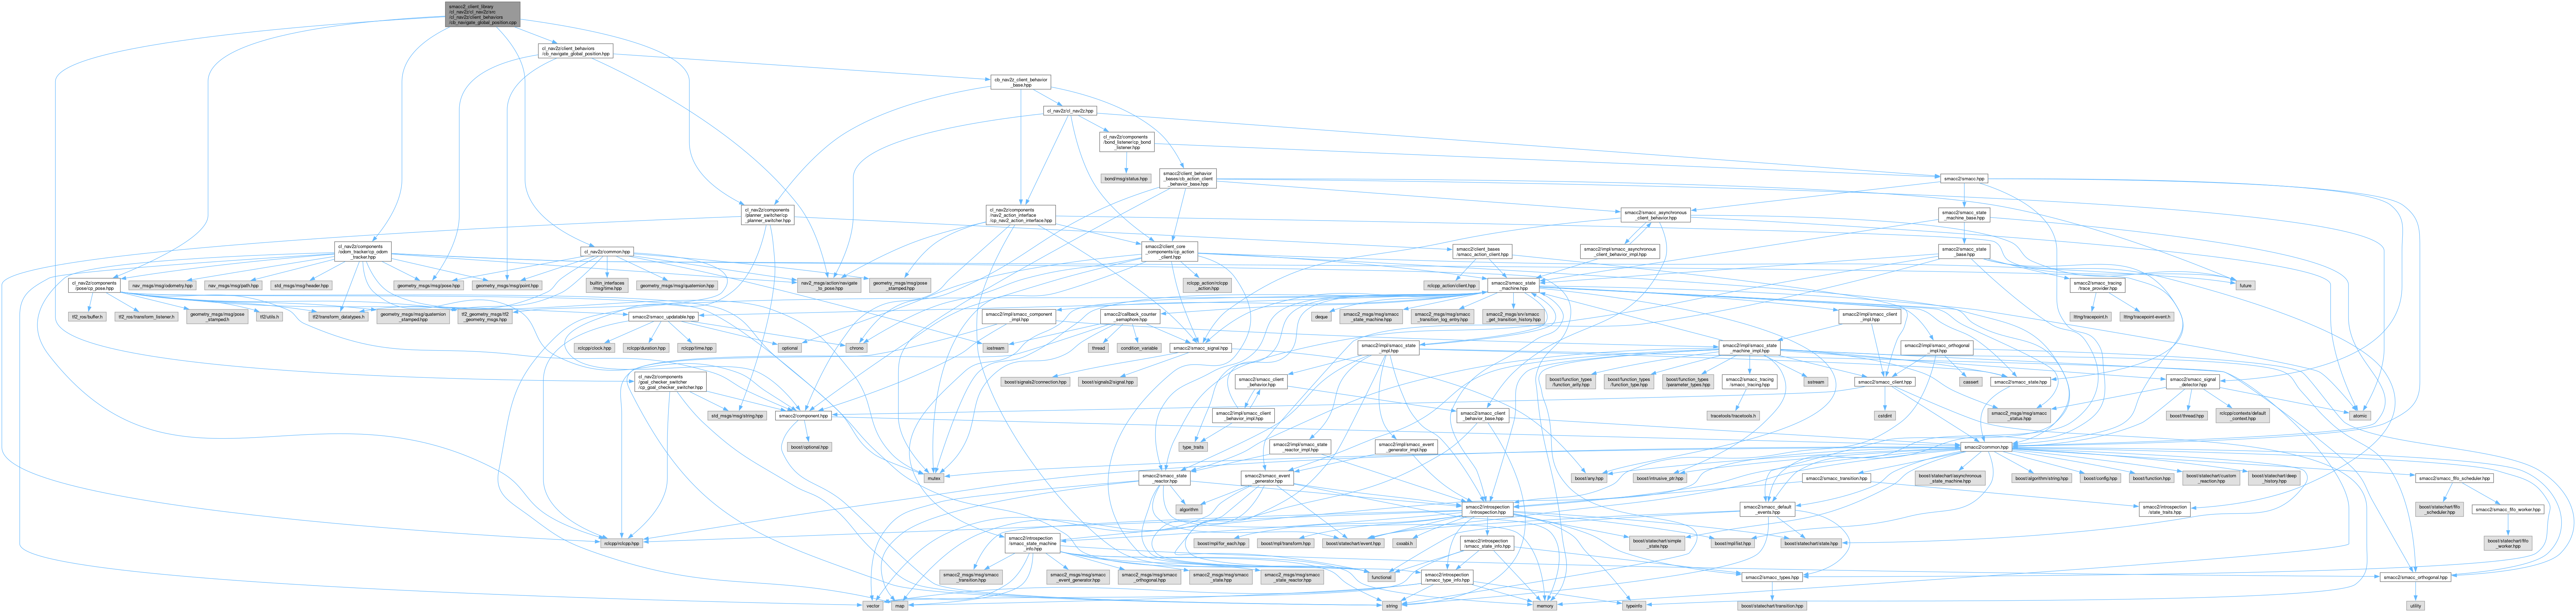 smacc2_client_library
/cl_nav2z/cl_nav2z/src
/cl_nav2z/client_behaviors
/cb_navigate_global_position.cpp
cl_nav2z/client_behaviors
/cb_navigate_global_position.hpp
cb_nav2z_client_behavior
_base.hpp
cl_nav2z/cl_nav2z.hpp
cl_nav2z/components
/bond_listener/cp_bond
_listener.hpp
bond/msg/status.hpp
smacc2/client_behavior
_bases/cb_action_client
_behavior_base.hpp
smacc2/smacc.hpp
cl_nav2z/components
/planner_switcher/cp
_planner_switcher.hpp
cl_nav2z/components
/nav2_action_interface
/cp_nav2_action_interface.hpp
smacc2/smacc_asynchronous
_client_behavior.hpp
smacc2/smacc_state
_machine_base.hpp
cl_nav2z/components
/odom_tracker/cp_odom
_tracker.hpp
cl_nav2z/common.hpp
smacc2/client_core
_components/cp_action
_client.hpp
smacc2/client_bases
/smacc_action_client.hpp
smacc2/impl/smacc_asynchronous
_client_behavior_impl.hpp
smacc2/smacc_state
_base.hpp
cl_nav2z/components
/pose/cp_pose.hpp
nav_msgs/msg/odometry.hpp
nav_msgs/msg/path.hpp
std_msgs/msg/header.hpp
geometry_msgs/msg/pose.hpp
geometry_msgs/msg/point.hpp
builtin_interfaces
/msg/time.hpp
geometry_msgs/msg/quaternion.hpp
nav2_msgs/action/navigate
_to_pose.hpp
geometry_msgs/msg/pose
_stamped.hpp
rclcpp_action/rclcpp
_action.hpp
rclcpp_action/client.hpp
smacc2/smacc_state
_machine.hpp
smacc2/smacc_tracing
/trace_provider.hpp
future
tf2_ros/buffer.h
tf2_ros/transform_listener.h
geometry_msgs/msg/pose
_stamped.h
tf2/utils.h
tf2/transform_datatypes.h
geometry_msgs/msg/quaternion
_stamped.hpp
tf2_geometry_msgs/tf2
_geometry_msgs.hpp
smacc2/smacc_updatable.hpp
smacc2/impl/smacc_component
_impl.hpp
smacc2/callback_counter
_semaphore.hpp
deque
smacc2_msgs/msg/smacc
_state_machine.hpp
smacc2_msgs/msg/smacc
_transition_log_entry.hpp
smacc2_msgs/srv/smacc
_get_transition_history.hpp
smacc2/impl/smacc_client
_impl.hpp
lttng/tracepoint.h
lttng/tracepoint-event.h
rclcpp/clock.hpp
rclcpp/duration.hpp
rclcpp/time.hpp
optional
chrono
iostream
thread
condition_variable
smacc2/smacc_signal.hpp
smacc2/impl/smacc_state
_impl.hpp
smacc2/impl/smacc_state
_machine_impl.hpp
smacc2/impl/smacc_orthogonal
_impl.hpp
cl_nav2z/components
/goal_checker_switcher
/cp_goal_checker_switcher.hpp
boost/signals2/connection.hpp
boost/signals2/signal.hpp
smacc2/smacc_client
_behavior.hpp
boost/function_types
/function_arity.hpp
boost/function_types
/function_type.hpp
boost/function_types
/parameter_types.hpp
smacc2/smacc_tracing
/smacc_tracing.hpp
sstream
smacc2/smacc_client.hpp
cassert
smacc2/smacc_state.hpp
smacc2/smacc_signal
_detector.hpp
std_msgs/msg/string.hpp
smacc2/component.hpp
smacc2/impl/smacc_client
_behavior_impl.hpp
smacc2/smacc_client
_behavior_base.hpp
tracetools/tracetools.h
cstdint
smacc2_msgs/msg/smacc
_status.hpp
boost/thread.hpp
rclcpp/contexts/default
_context.hpp
atomic
boost/optional.hpp
type_traits
smacc2/impl/smacc_state
_reactor_impl.hpp
smacc2/impl/smacc_event
_generator_impl.hpp
smacc2/common.hpp
mutex
smacc2/smacc_state
_reactor.hpp
smacc2/smacc_event
_generator.hpp
boost/any.hpp
boost/intrusive_ptr.hpp
smacc2/smacc_transition.hpp
boost/statechart/asynchronous
_state_machine.hpp
boost/algorithm/string.hpp
boost/config.hpp
boost/function.hpp
boost/statechart/custom
_reaction.hpp
boost/statechart/deep
_history.hpp
smacc2/smacc_fifo_scheduler.hpp
algorithm
smacc2/introspection
/introspection.hpp
smacc2/smacc_default
_events.hpp
smacc2/introspection
/state_traits.hpp
boost/statechart/fifo
_scheduler.hpp
smacc2/smacc_fifo_worker.hpp
rclcpp/rclcpp.hpp
smacc2/introspection
/smacc_state_machine
_info.hpp
boost/mpl/for_each.hpp
boost/mpl/transform.hpp
boost/statechart/event.hpp
cxxabi.h
smacc2/introspection
/smacc_state_info.hpp
boost/statechart/simple
_state.hpp
boost/mpl/list.hpp
boost/statechart/state.hpp
boost/statechart/fifo
_worker.hpp
smacc2_msgs/msg/smacc
_transition.hpp
smacc2_msgs/msg/smacc
_event_generator.hpp
smacc2_msgs/msg/smacc
_orthogonal.hpp
smacc2_msgs/msg/smacc
_state.hpp
smacc2_msgs/msg/smacc
_state_reactor.hpp
functional
smacc2/introspection
/smacc_type_info.hpp
smacc2/smacc_types.hpp
smacc2/smacc_orthogonal.hpp
vector
vector
map
string
memory
typeinfo
boost/statechart/transition.hpp
utility